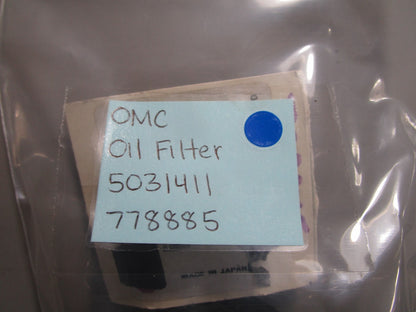 OMC
Oil Filter
5031411
778885
MADE IN JAPAN